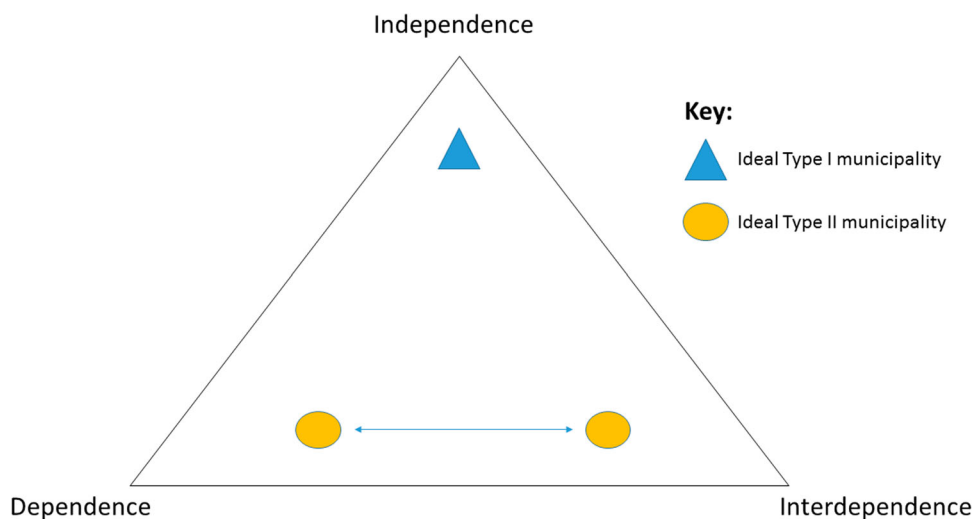 Independence
Key:
Ideal Type I municipality
Ideal Type II municipality
Dependence
Interdependence